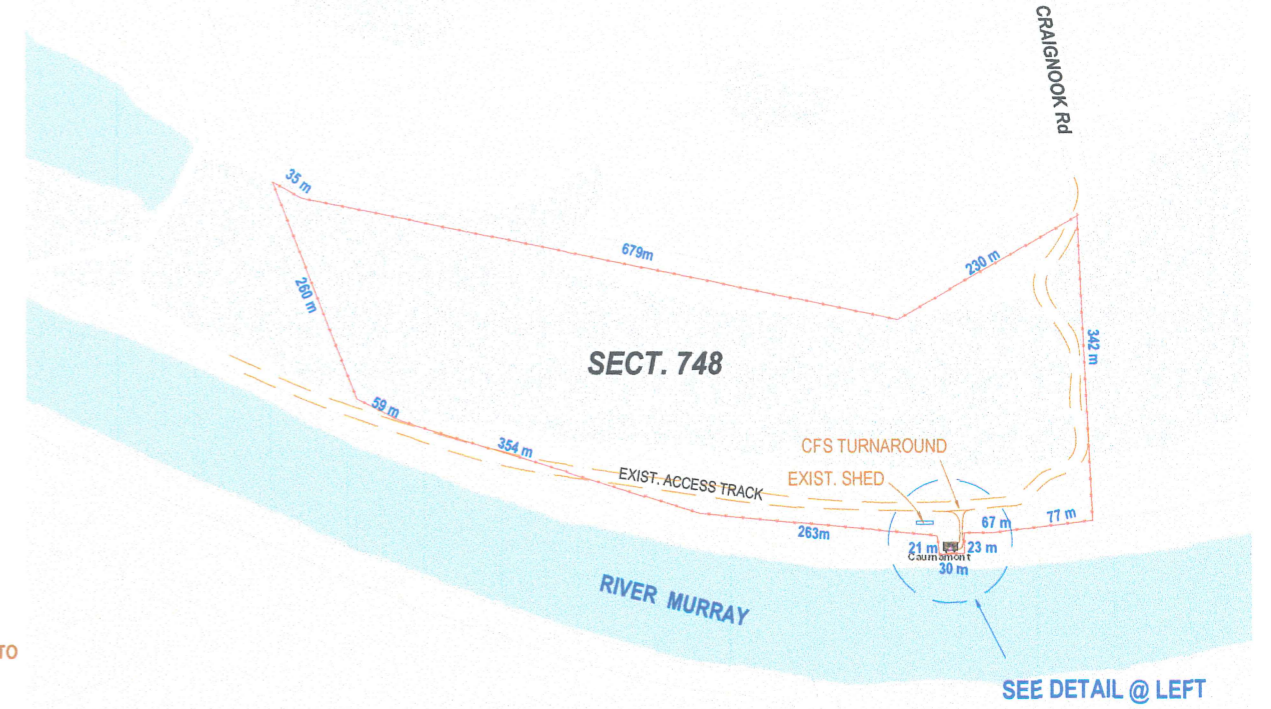 CRAIGNOOK Rd
35 m
679m
230 m
260 m
342 m
SECT. 748
59 m
354 m
CFS TURNAROUND
EXIST. SHED
EXIST. ACCESS TRACK
263m
67 m
77 m
21 m
23 m
Caurnamont
30 m
RIVER MURRAY
TO
SEE DETAIL @ LEFT